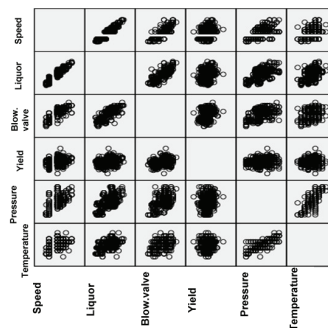 Speed
Liquor
Blow.
valve
Yield
Pressure
Temperature
Speed
Liquor
Blow.valve
Yield
Pressure
Temperature